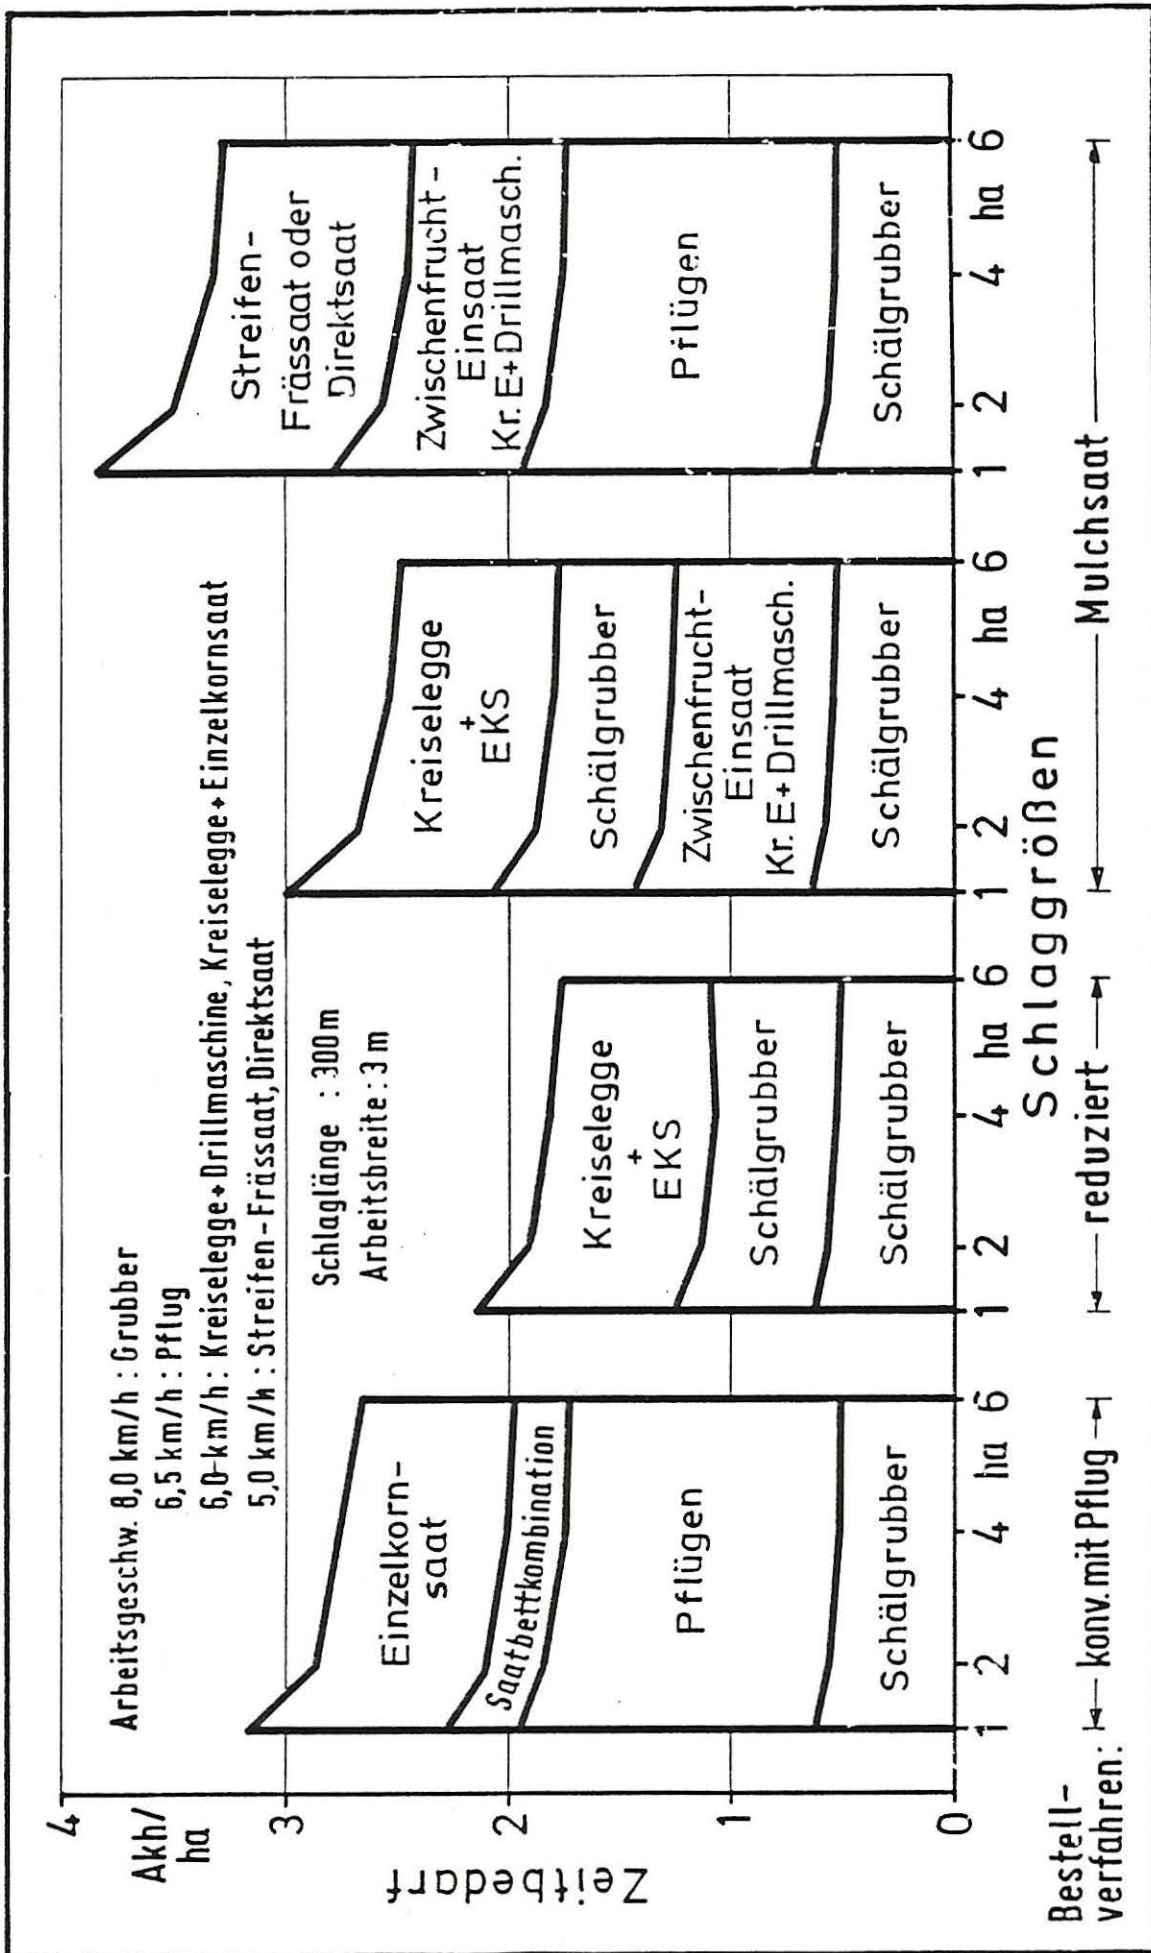 4
Akh/
ha
3
2
1
0
Zeitbedarf
Arbeitsgeschw. 8,0 km/h : Grubber
6,5 km/h : Pflug
6,0 km/h : Kreiselegge + Drillmaschine, Kreiselegge + Einzelkornsaat
5,0 km/h : Streifen-Frässaat, Direktsaat
Schlaglänge : 300m
Arbeitsbreite : 3m
Einzelkorn-
saat
Saatbettkombination
Pflügen
Schälgrubber
Kreiselegge
+
EKS
Schälgrubber
Schälgrubber
Kreiselegge
+
EKS
Schälgrubber
Zwischenfrucht-
Einsaat
Kr. E+Drillmasch.
Schälgrubber
Streifen-
Frässaat oder
Direktsaat
Zwischenfrucht-
Einsaat
Kr. E+Drillmasch.
Pflügen
Schälgrubber
1 2 4 ha 6 1 2 4 ha 6 1 2 4 ha 6 1 2 4 ha 6
Schlaggrößen
Bestell-
verfahren: konv. mit Pflug reduziert Mulchsaat